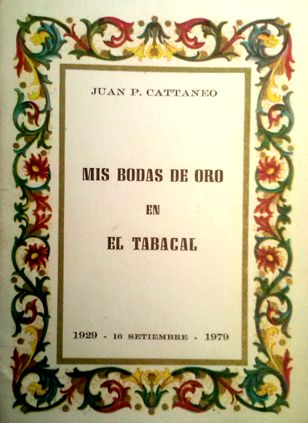 JUAN P. CATTANEO
MIS BODAS DE ORO
EN
EL TABACAL
1929 - 16 SETIEMBRE - 1979